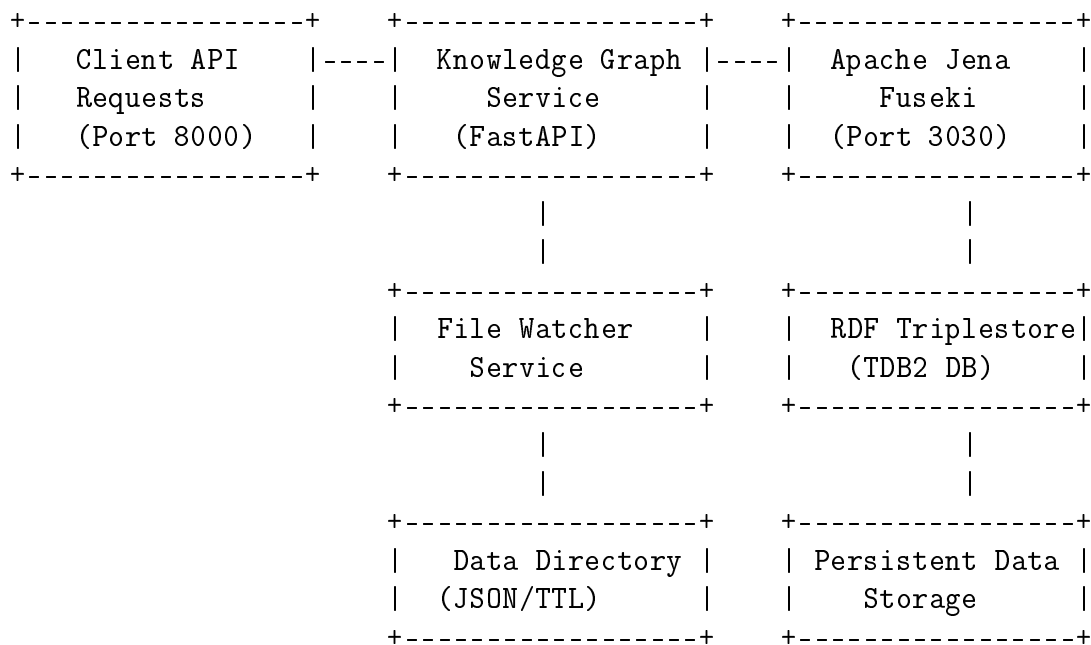 Client API
Requests
(Port 8000)
Knowledge Graph
Service
(FastAPI)
Apache Jena
Fuseki
(Port 3030)
File Watcher
Service
RDF Triplestore
(TDB2 DB)
Data Directory
(JSON/TTL)
Persistent Data
Storage